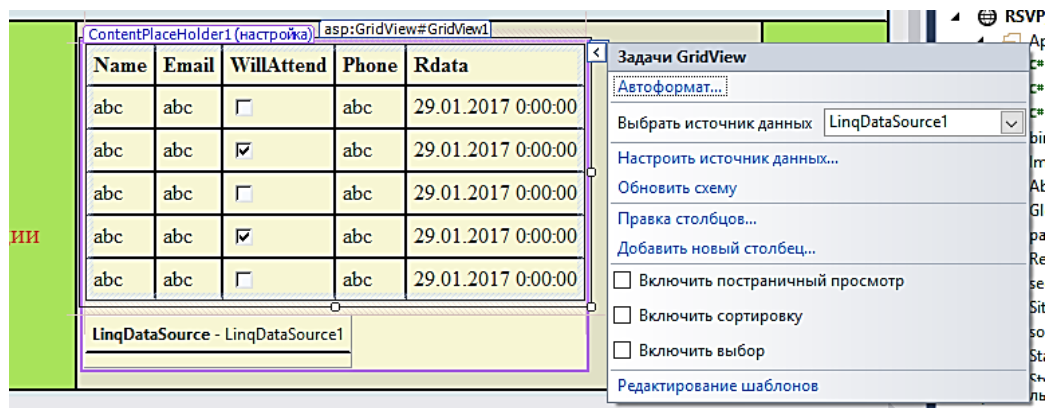 ContentPlaceHolder1 (настройка) asp:GridView#GridView1
RSVP
Name Email WillAttend Phone Rdata
abc abc abc 29.01.2017 0:00:00
abc abc abc 29.01.2017 0:00:00
abc abc abc 29.01.2017 0:00:00
abc abc abc 29.01.2017 0:00:00
abc abc abc 29.01.2017 0:00:00
LinqDataSource - LinqDataSource1
ции
Задачи GridView
Автоформат...
Выбрать источник данных LinqDataSource1
Настроить источник данных...
Обновить схему
Правка столбцов...
Добавить новый столбец...
Включить постраничный просмотр
Включить сортировку
Включить выбор
Редактирование шаблонов